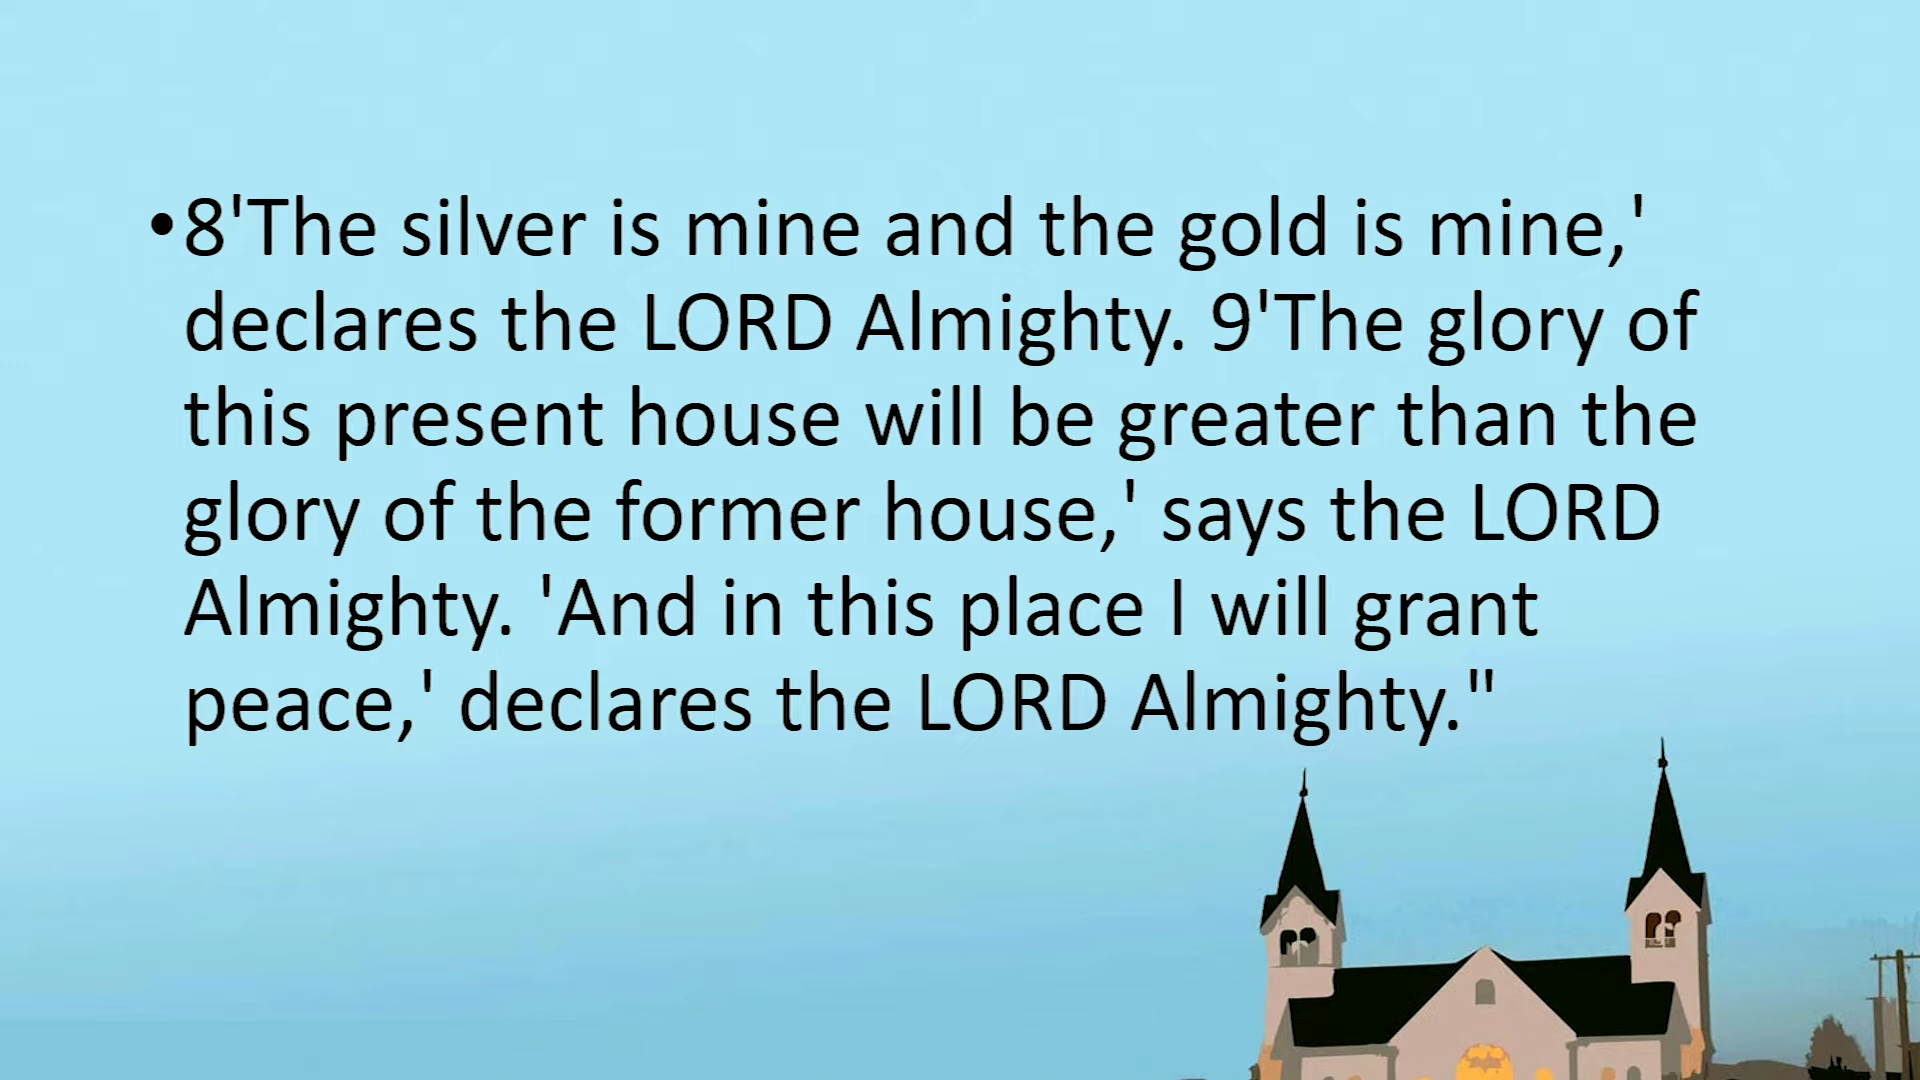 •8'The silver is mine and the gold is mine,'
declares the LORD Almighty. 9'The glory of
this present house will be greater than the
glory of the former house,' says the LORD
Almighty. 'And in this place I will grant
peace,' declares the LORD Almighty."